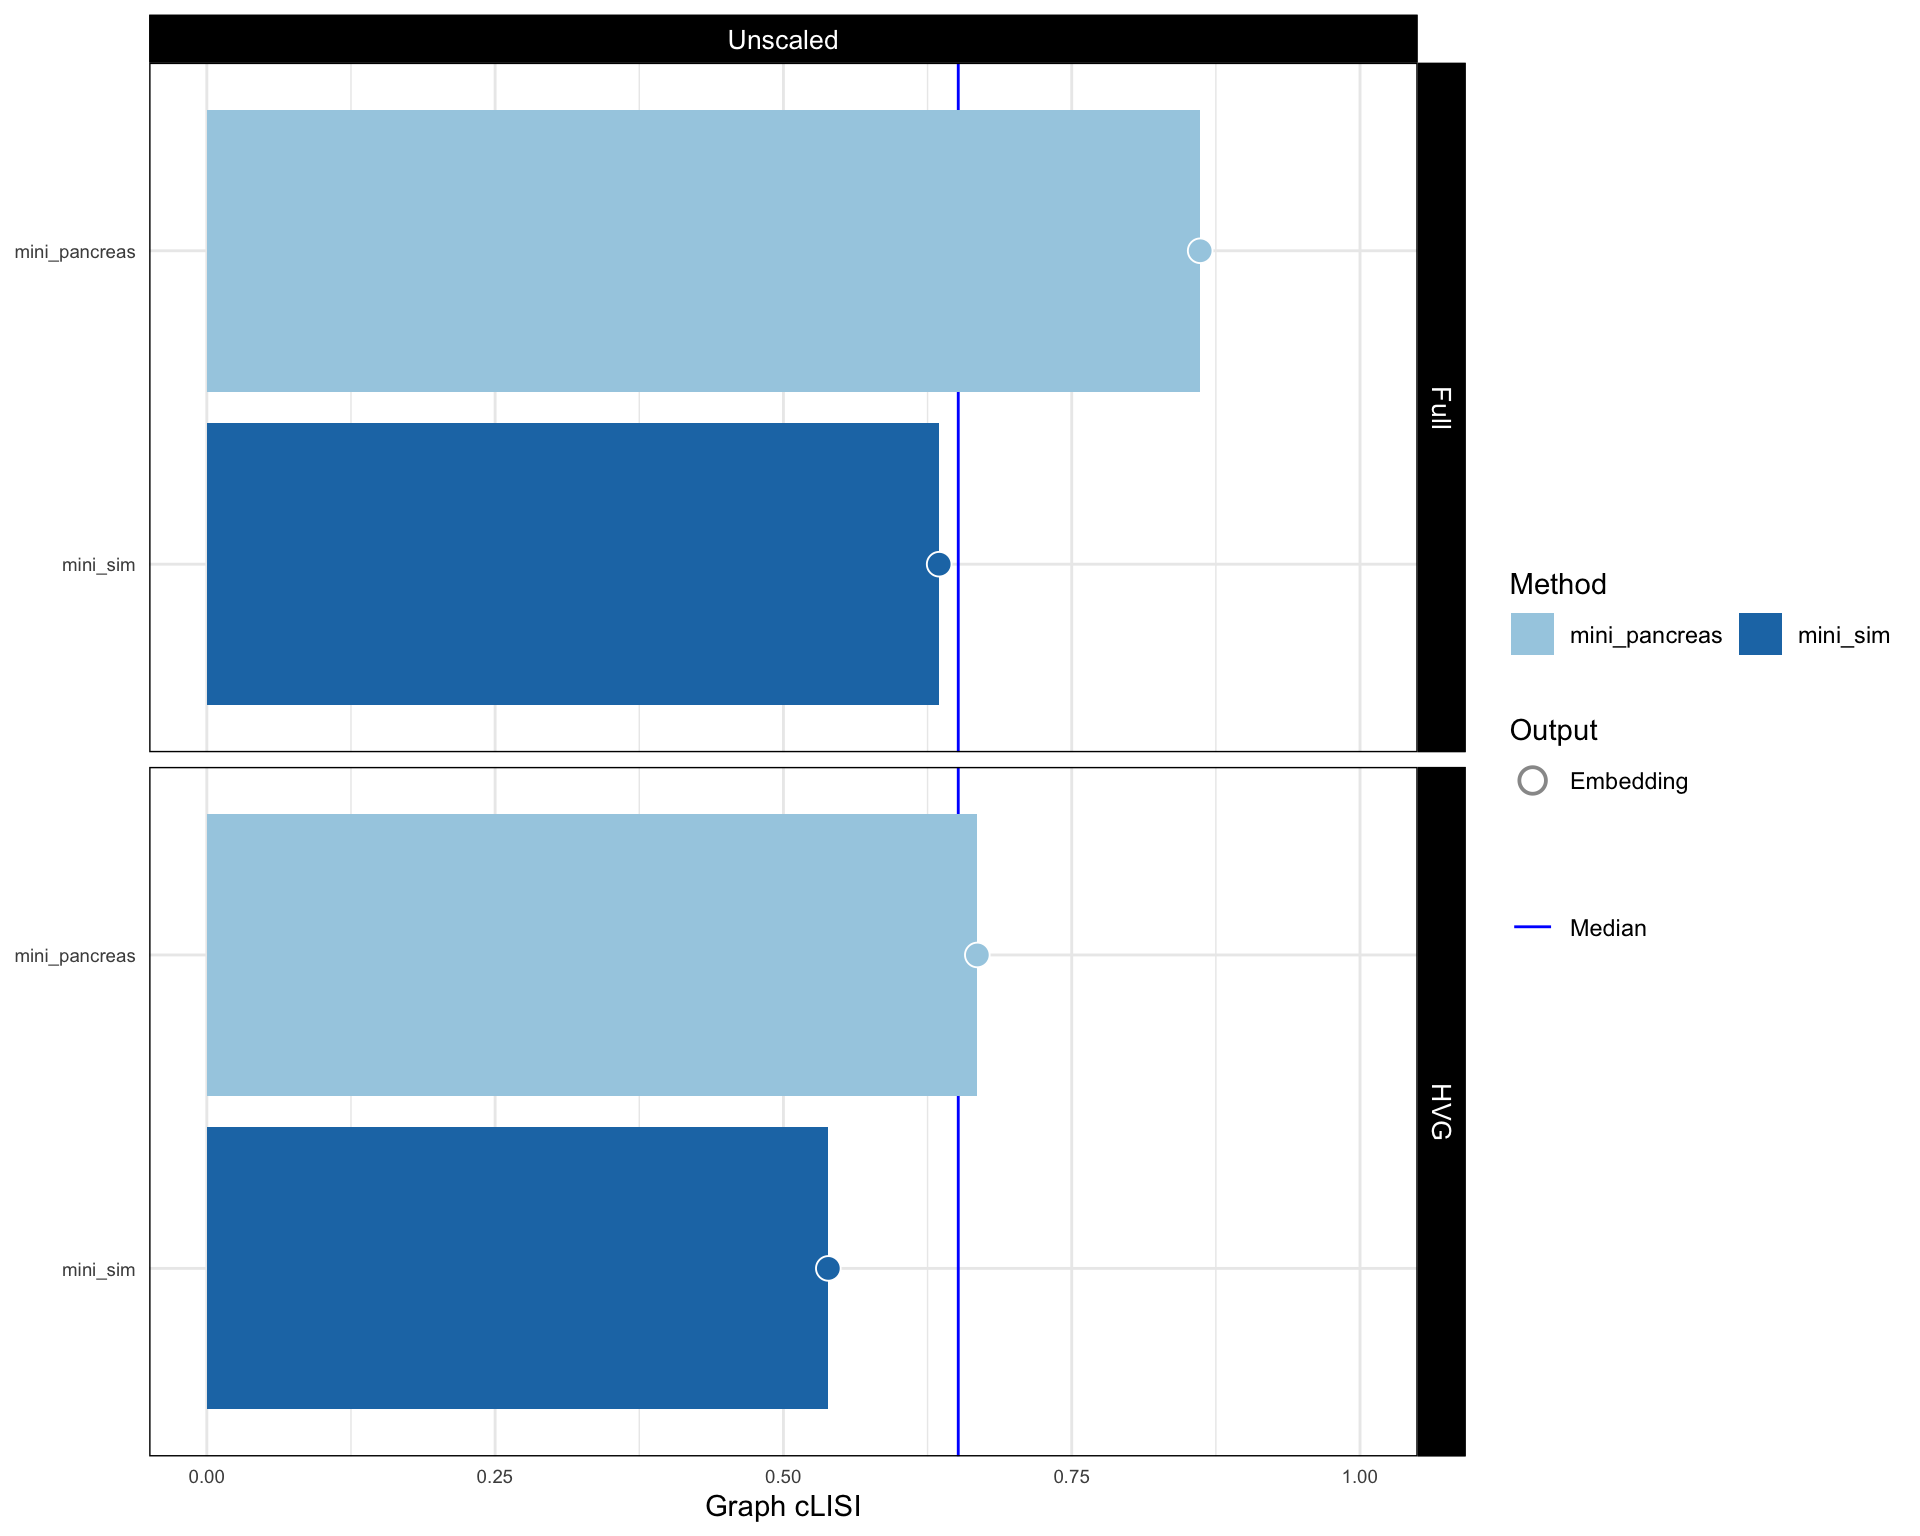 Unscaled
mini_pancreas
mini_sim
Full
mini_pancreas
mini_sim
HVG
0.00 0.25 0.50 0.75 1.00
Graph cLISI
Method
mini_pancreas mini_sim
Output
Embedding
Median